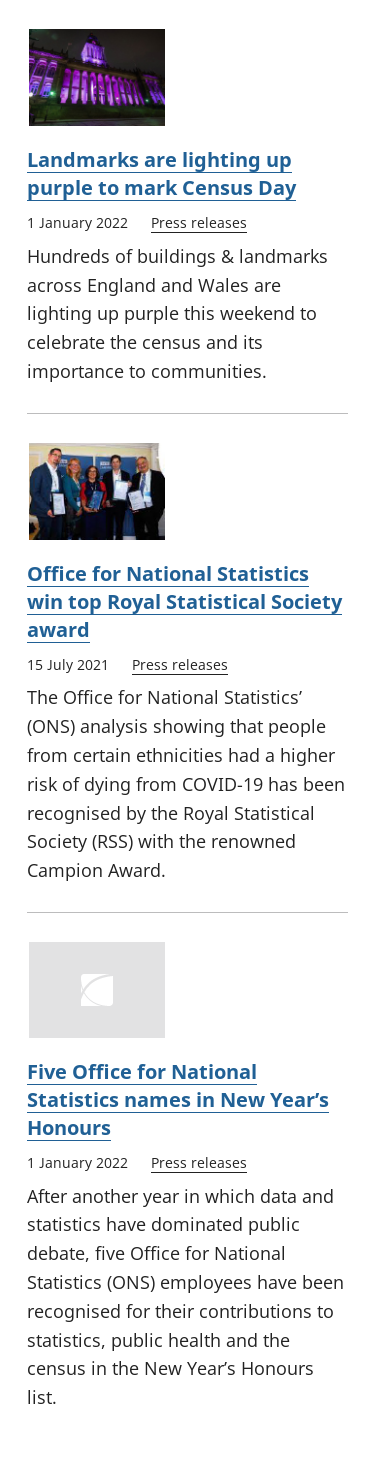 Landmarks are lighting up
purple to mark Census Day
1 January 2022 Press releases
Hundreds of buildings & landmarks
across England and Wales are
lighting up purple this weekend to
celebrate the census and its
importance to communities.
Office for National Statistics
win top Royal Statistical Society
award
15 July 2021 Press releases
The Office for National Statistics’
(ONS) analysis showing that people
from certain ethnicities had a higher
risk of dying from COVID-19 has been
recognised by the Royal Statistical
Society (RSS) with the renowned
Campion Award.
Five Office for National
Statistics names in New Year’s
Honours
1 January 2022 Press releases
After another year in which data and
statistics have dominated public
debate, five Office for National
Statistics (ONS) employees have been
recognised for their contributions to
statistics, public health and the
census in the New Year’s Honours
list.